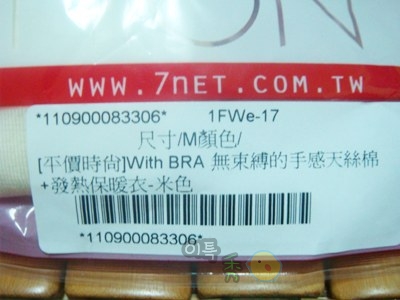 WWW.7NET.COM.TW
*110900083306* 1FWe-17
尺寸/M顏色/
[平價時尚]With BRA 無束縛的手感天絲棉
+發熱保暖衣-米色
*110900083306*
이특